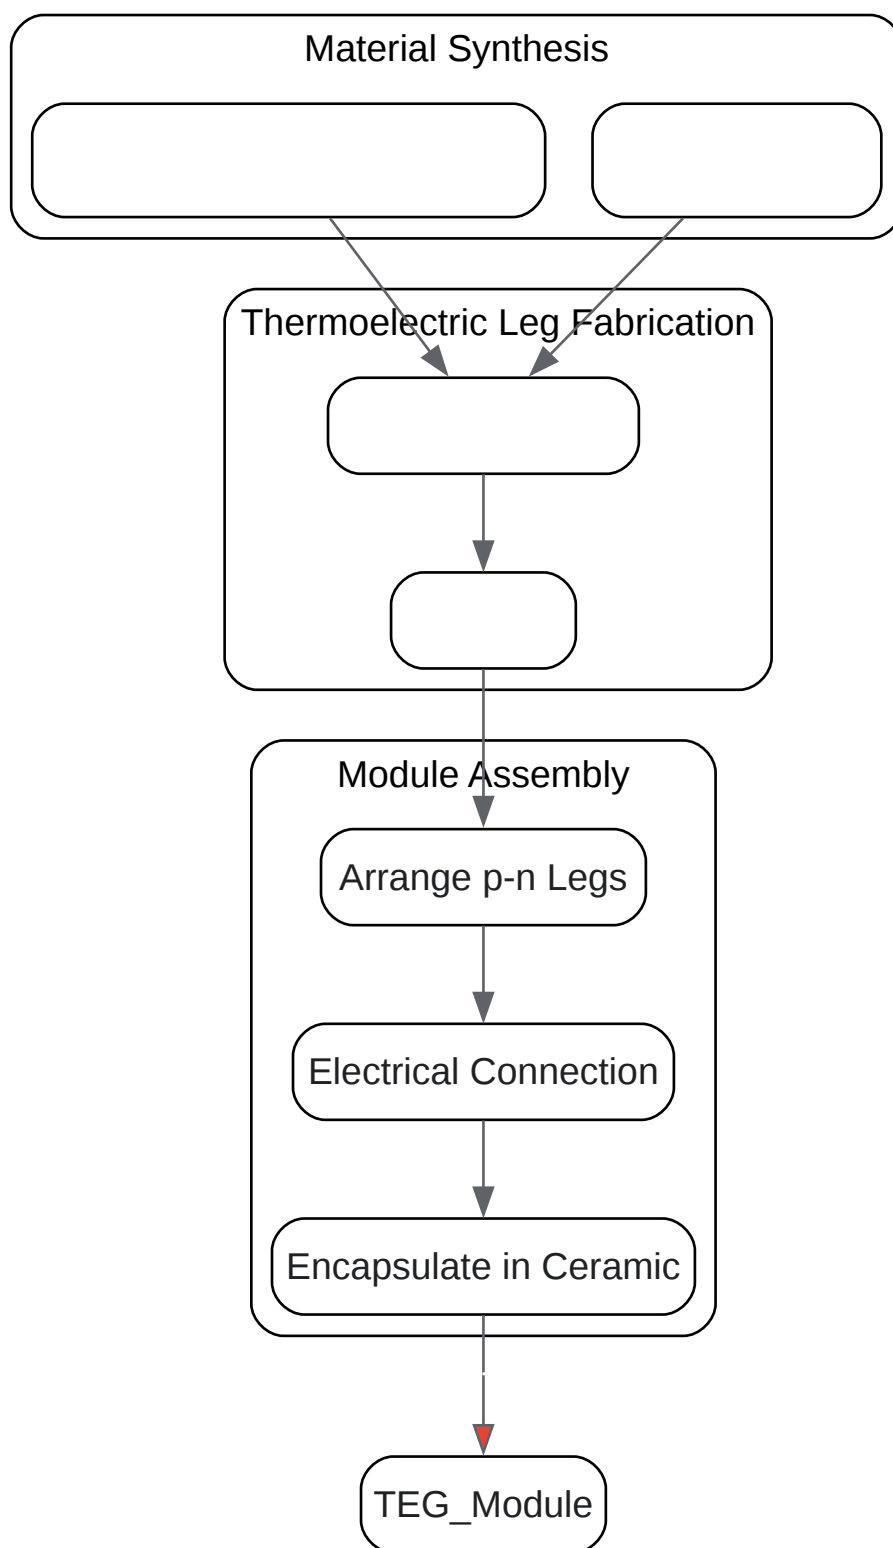 Material Synthesis
Thermoelectric Leg Fabrication
Module Assembly
Arrange p-n Legs
Electrical Connection
Encapsulate in Ceramic
TEG_Module